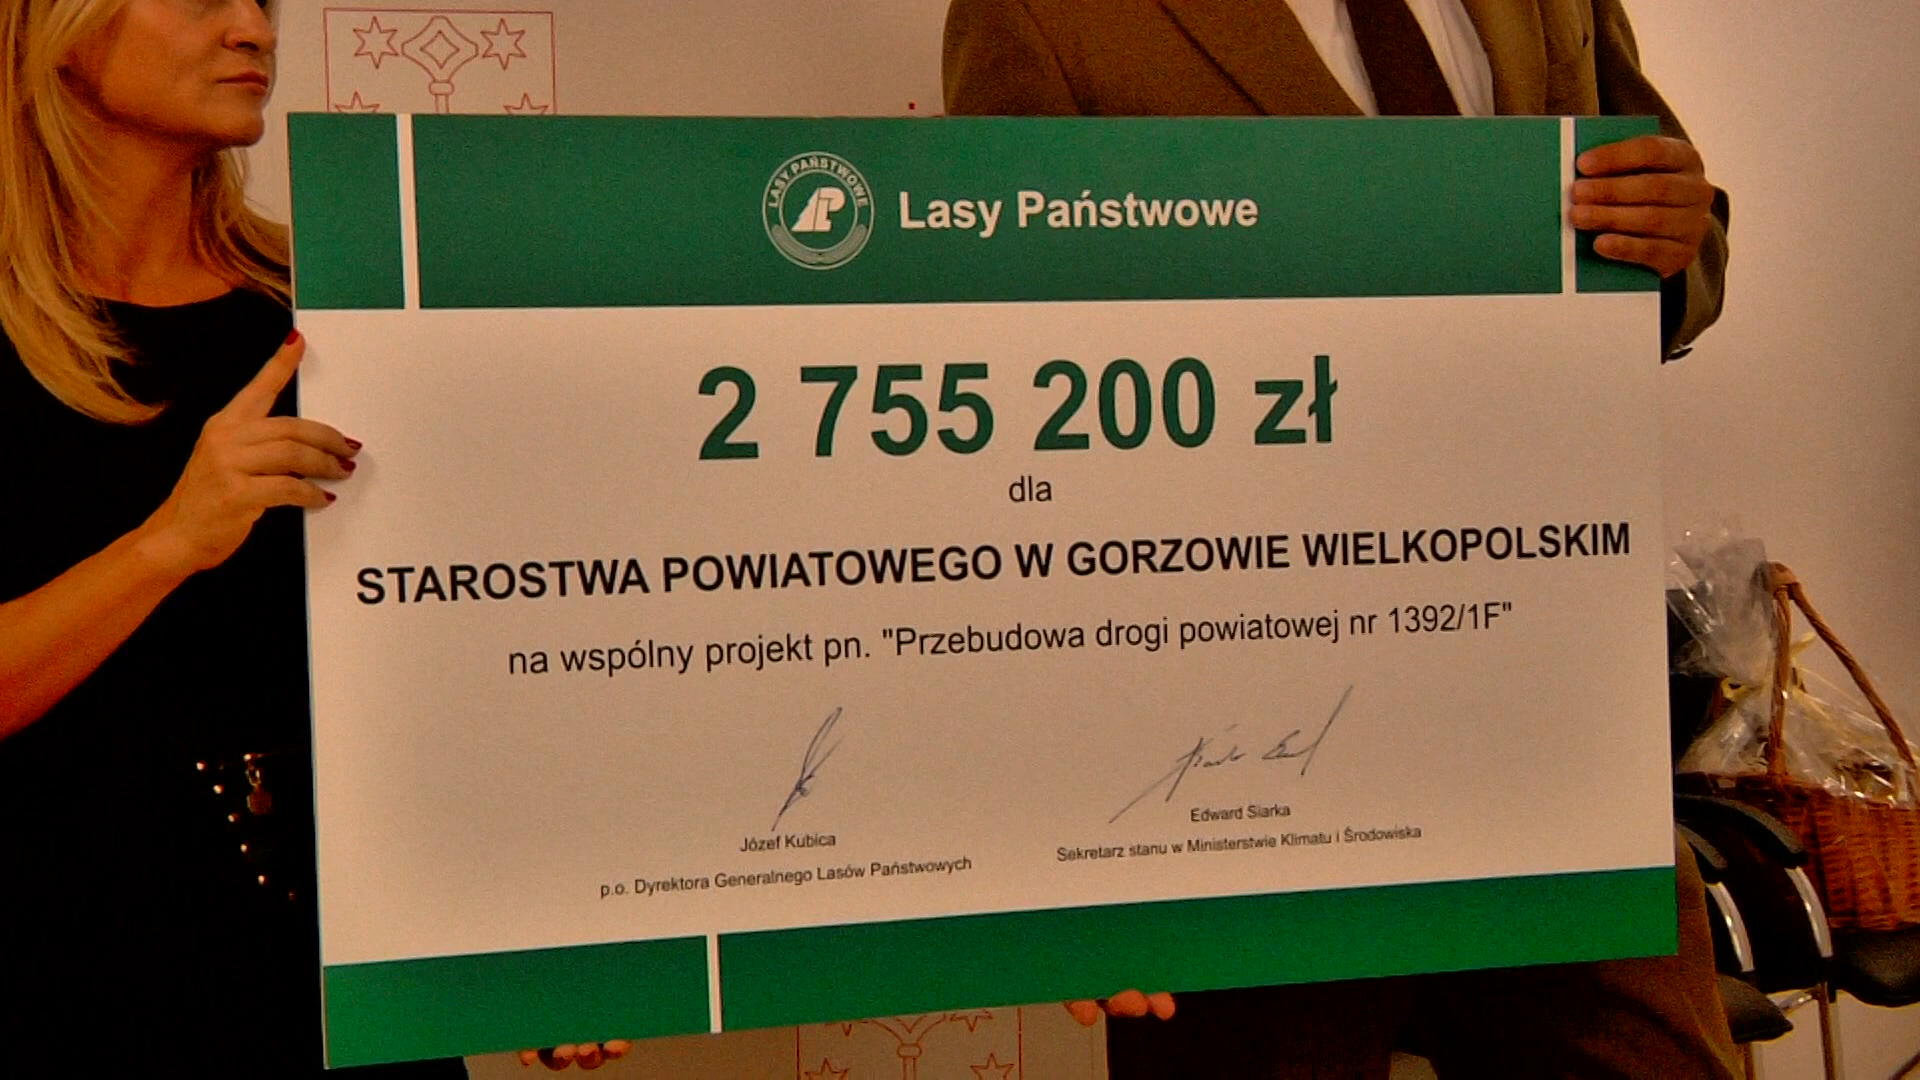 LASY PAŃSTWOWE
LP
Lasy Państwowe
2 755 200 zł
dla
STAROSTWA POWIATOWEGO W GORZOWIE WIELKOPOLSKIM
na wspólny projekt pn. "Przebudowa drogi powiatowej nr 1392/1F"
Józef Kubica
p.o. Dyrektora Generalnego Lasów Państwowych
Edward Siarka
Sekretarz stanu w Ministerstwie Klimatu i Środowiska